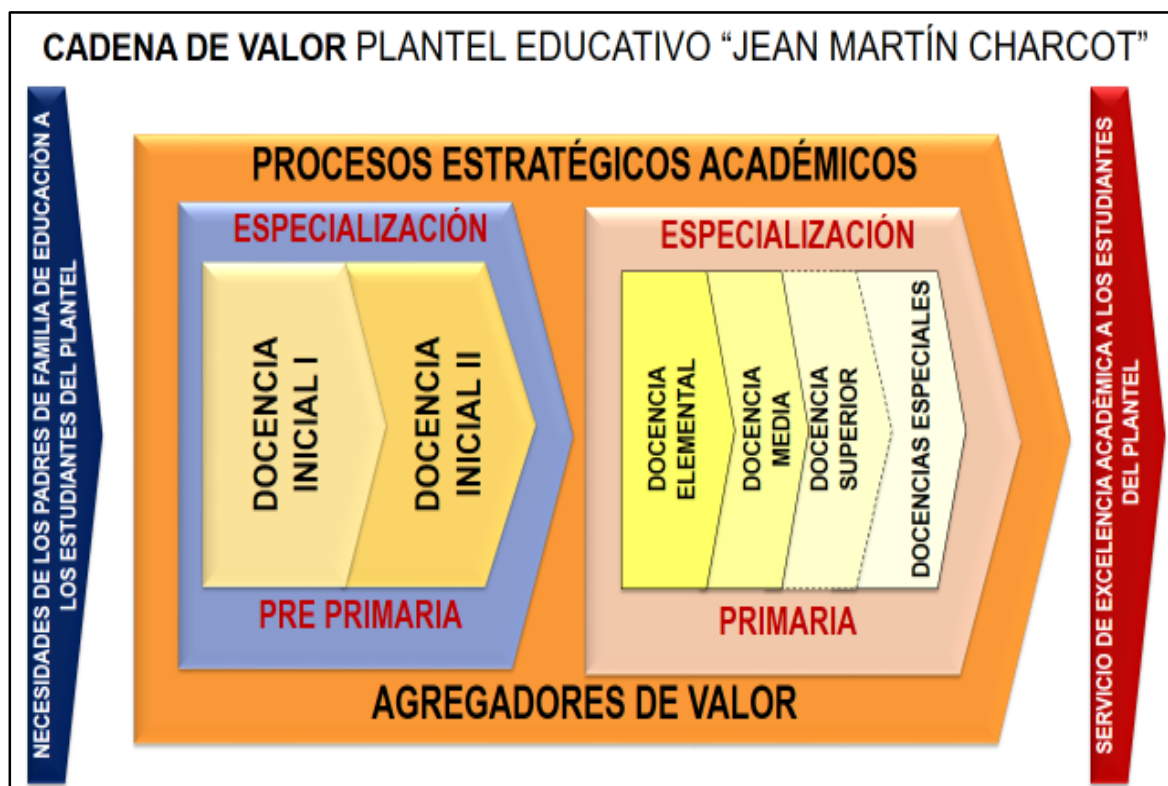 CADENA DE VALOR PLANTEL EDUCATIVO “JEAN MARTÍN CHARCOT”
NECESIDADES DE LOS PADRES DE FAMILIA DE EDUCACIÒN A
LOS ESTUDIANTES DEL PLANTEL
PROCESOS ESTRATÉGICOS ACADÉMICOS
ESPECIALIZACIÓN
DOCENCIA
INICIAL I
DOCENCIA
INICIAL II
PRE PRIMARIA
ESPECIALIZACIÓN
DOCENCIA
ELEMENTAL
DOCENCIA
MEDIA
DOCENCIA
SUPERIOR
DOCENCIAS ESPECIALES
PRIMARIA
AGREGADORES DE VALOR
SERVICIO DE EXCELENCIA ACADÈMICA A LOS ESTUDIANTES
DEL PLANTEL